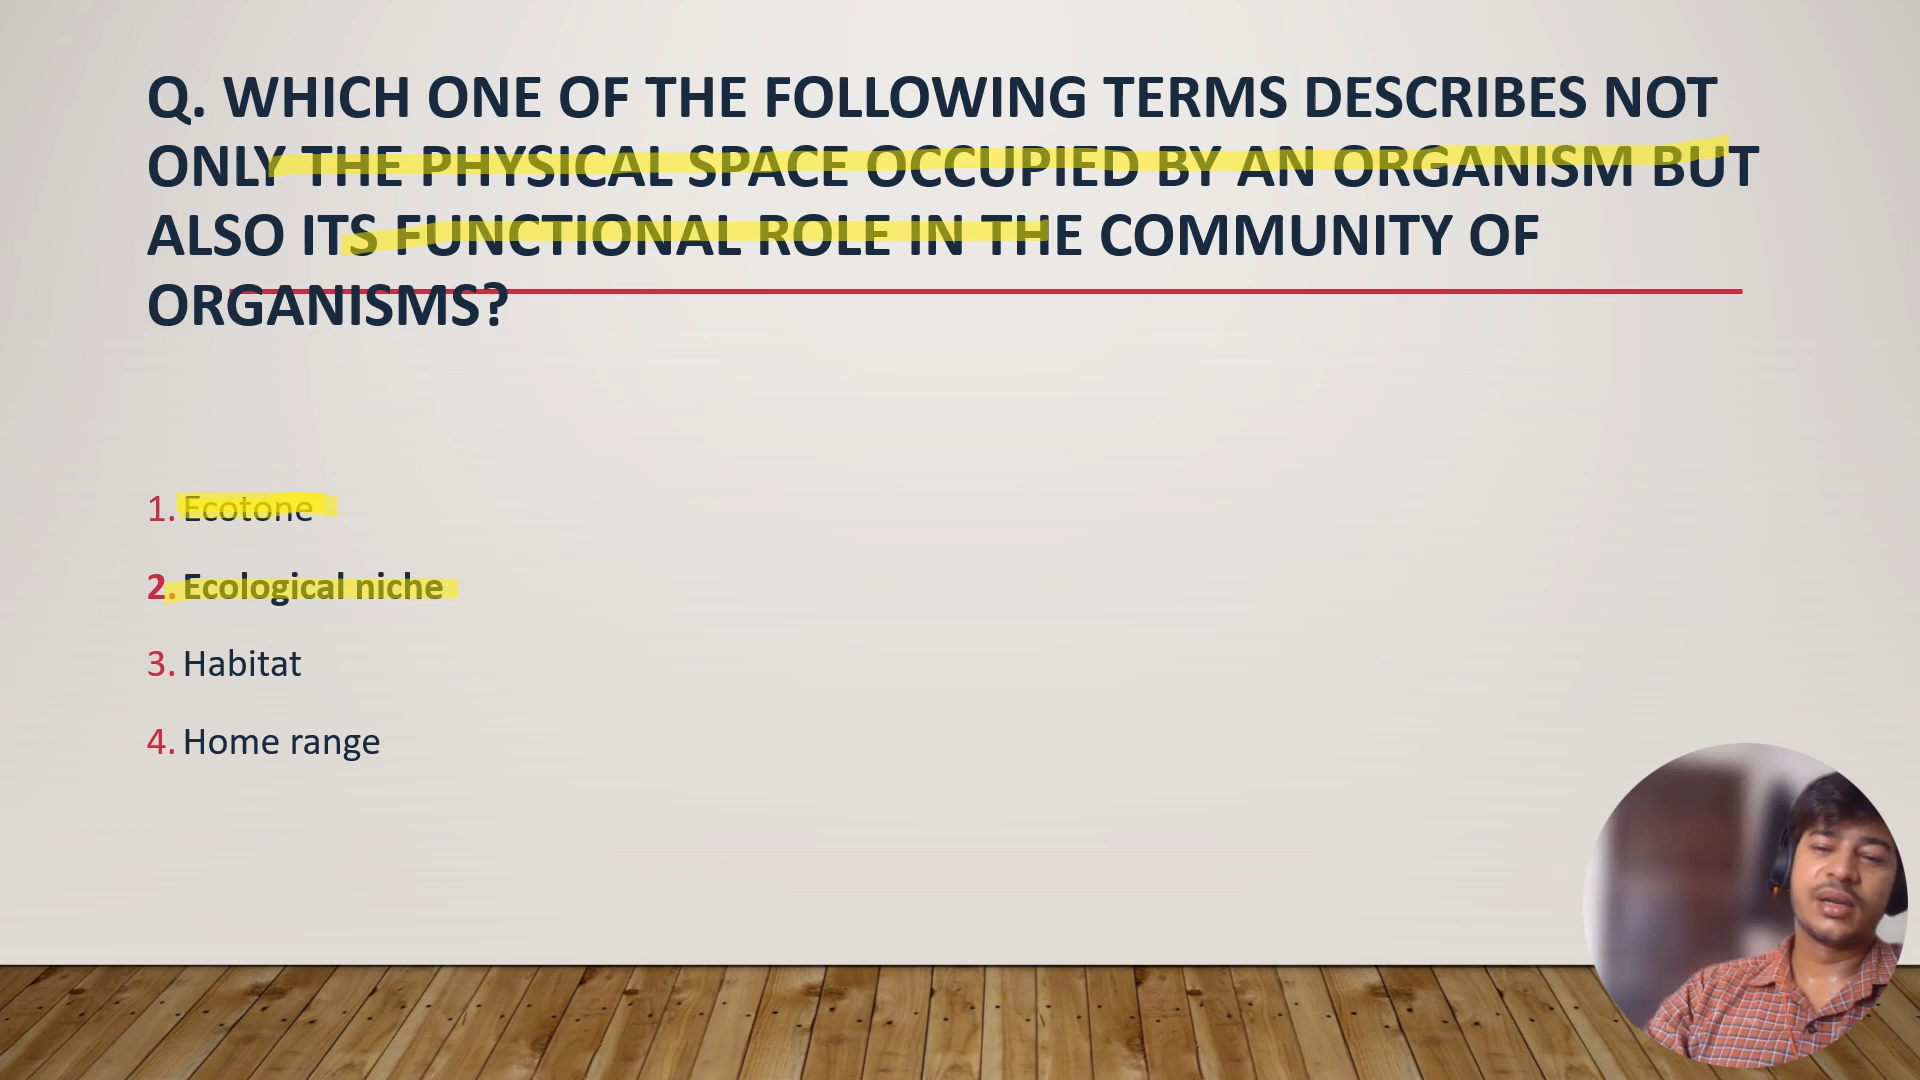 Q. WHICH ONE OF THE FOLLOWING TERMS DESCRIBES NOT
ONLY THE PHYSICAL SPACE OCCUPIED BY AN ORGANISM BUT
ALSO ITS FUNCTIONAL ROLE IN THE COMMUNITY OF
ORGANISMS?
1. Ecotone
2. Ecological niche
3. Habitat
4. Home range